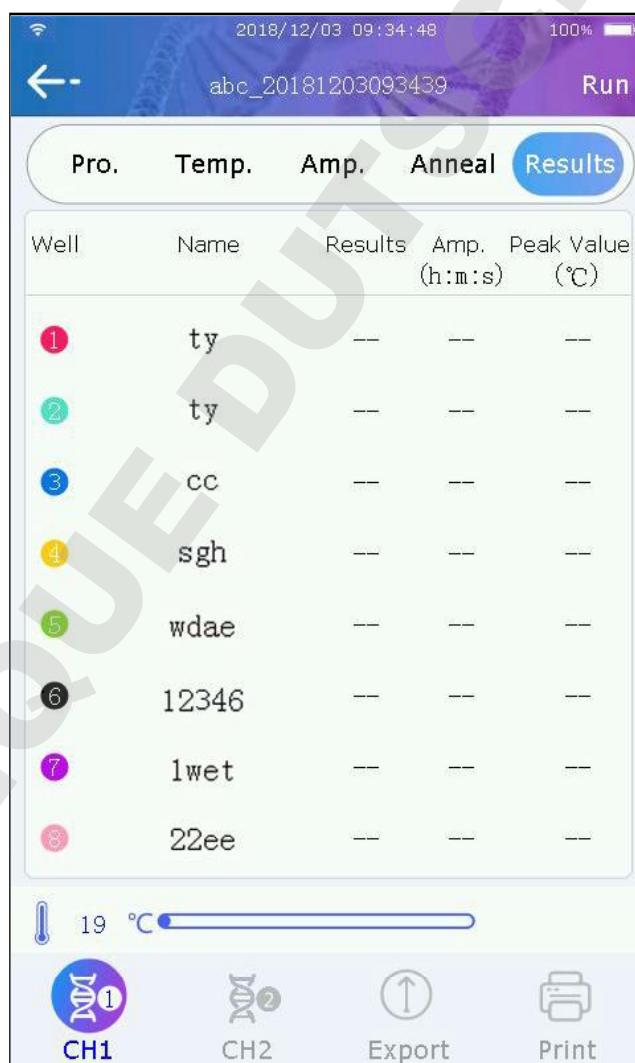 2018/12/03 09:34:48 100%
abc_20181203093439 Run
Pro. Temp. Amp. Anneal Results
Well Name Results Amp. Peak Value
(h:m:s) (℃)
1 ty -- -- --
2 ty -- -- --
3 cc -- -- --
4 sgh -- -- --
5 wdae -- -- --
6 12346 -- -- --
7 1wet -- -- --
8 22ee -- -- --
19 °C
1 2
CH1 CH2 Export Print
QUE DUTSC